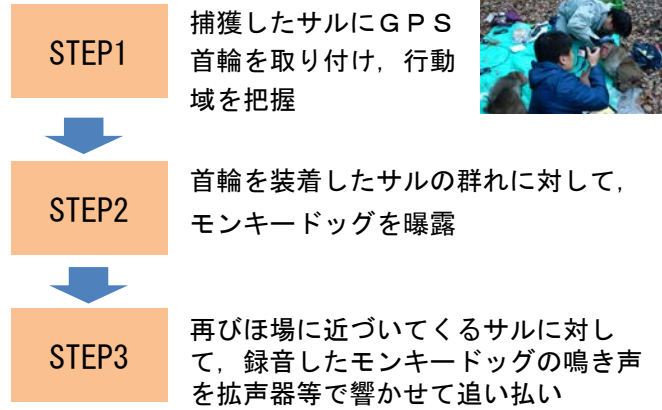 STEP1
捕獲したサルにＧＰＳ
首輪を取り付け，行動
域を把握
STEP2
首輪を装着したサルの群れに対して，
モンキードッグを曝露
STEP3
再びほ場に近づいてくるサルに対し
て，録音したモンキードッグの鳴き声
を拡声器等で響かせて追い払い